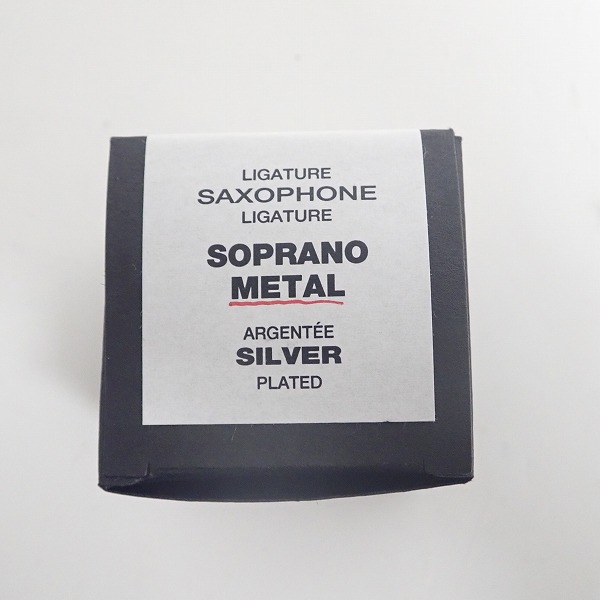 LIGATURE
SAXOPHONE
LIGATURE
SOPRANO
METAL
ARGENTÉE
SILVER
PLATED